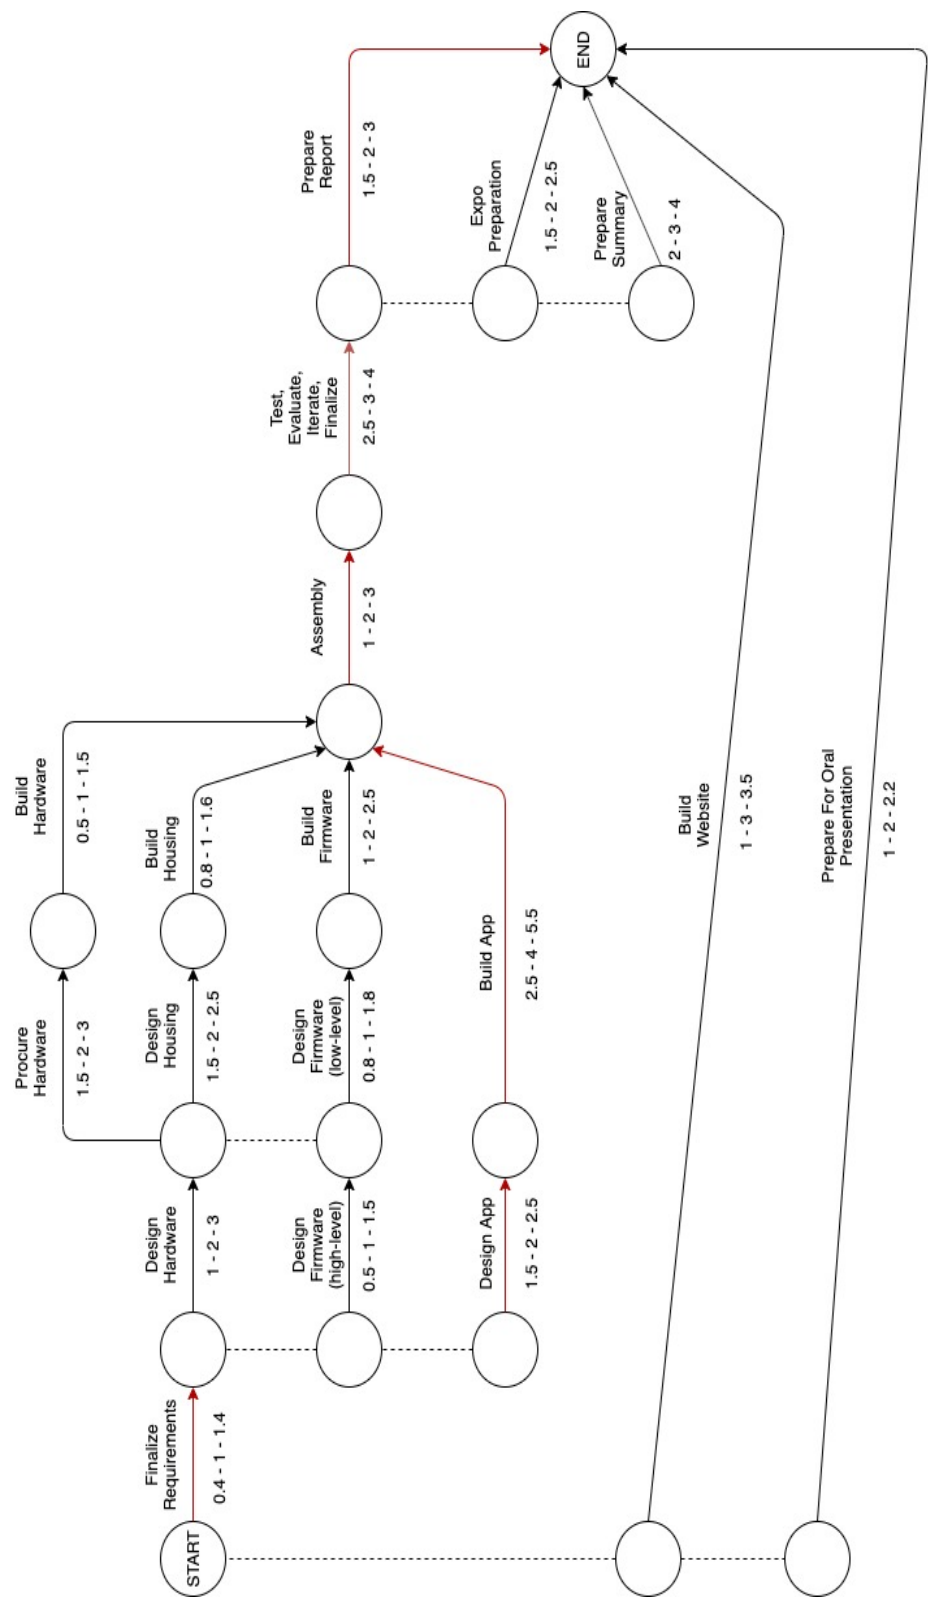 START
Finalize
Requirements
0.4 - 1 - 1.4
Design
Hardware
1 - 2 - 3
Design
Firmware
(high-level)
0.5 - 1 - 1.5
Design App
1.5 - 2 - 2.5
Procure
Hardware
1.5 - 2 - 3
Design
Housing
1.5 - 2 - 2.5
Design
Firmware
(low-level)
0.8 - 1 - 1.8
Build App
2.5 - 4 - 5.5
Build
Hardware
0.5 - 1 - 1.5
Build
Housing
0.8 - 1 - 1.6
Build
Firmware
1 - 2 - 2.5
Assembly
1 - 2 - 3
Test,
Evaluate,
Iterate,
Finalize
2.5 - 3 - 4
Prepare
Report
1.5 - 2 - 3
Expo
Preparation
1.5 - 2 - 2.5
Prepare
Summary
2 - 3 - 4
Build
Website
1 - 3 - 3.5
Prepare For Oral
Presentation
1 - 2 - 2.2
END